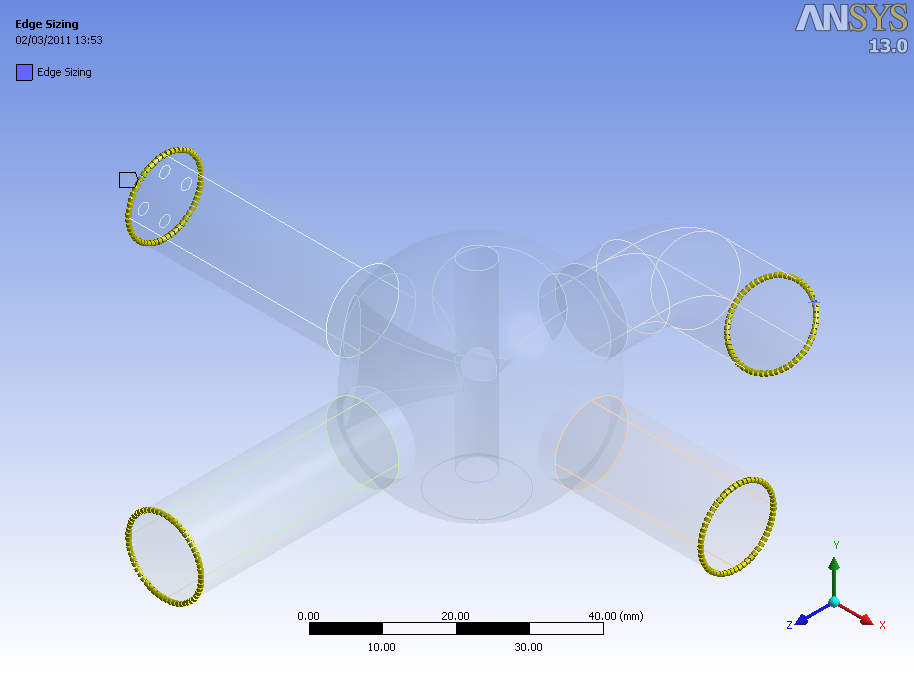 Edge Sizing
02/03/2011 13:53
Edge Sizing
ANSYS
13.0
Y
Z
X
0.00 20.00 40.00 (mm)
10.00 30.00